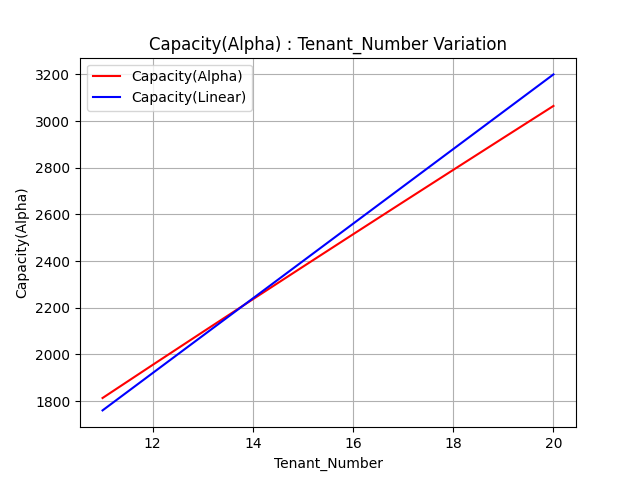 Capacity(Alpha) : Tenant_Number Variation
Capacity(Alpha)
Capacity(Linear)
3200
3000
2800
2600
2400
2200
2000
1800
Capacity(Alpha)
12 14 16 18 20
Tenant_Number